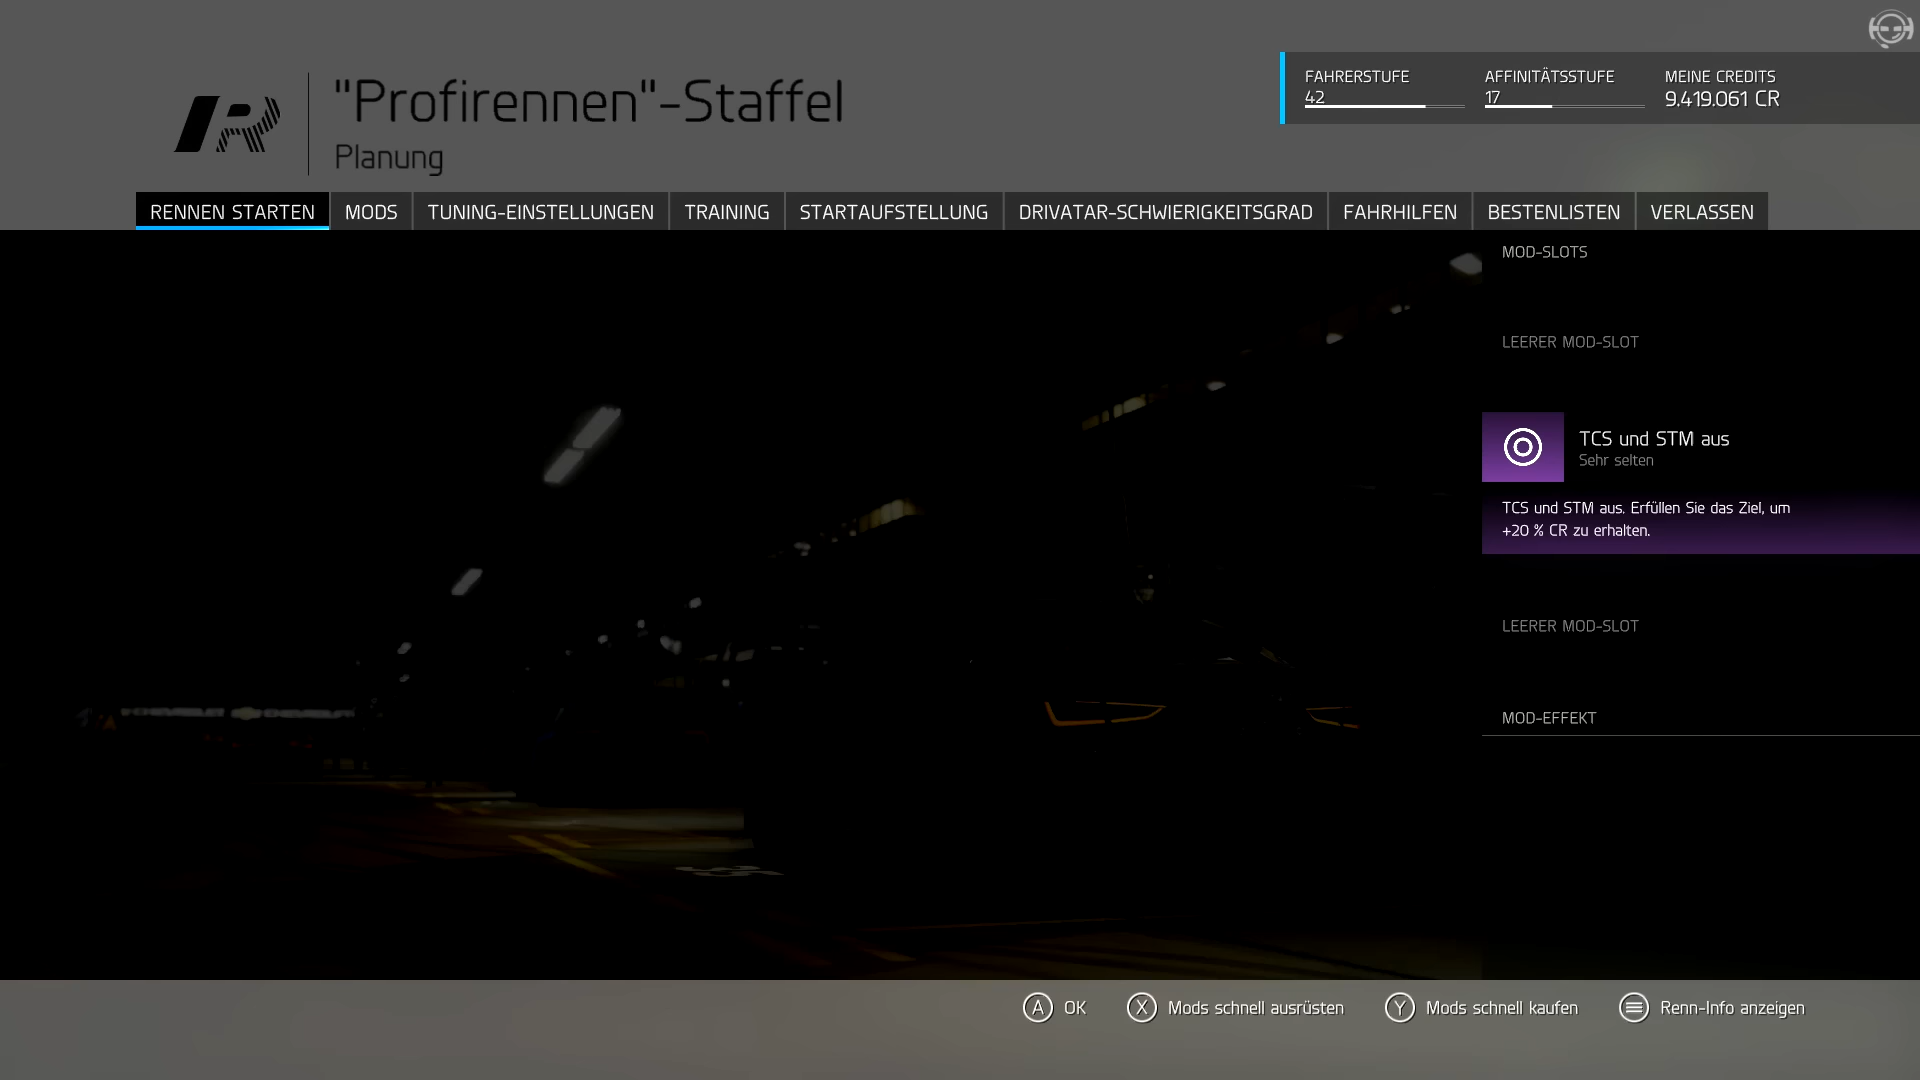 "Profirennen"-Staffel
Planung
FAHRERSTUFE
42
AFFINITÄTSSTUFE
17
MEINE CREDITS
9.419.061 CR
RENNEN STARTEN
MODS
TUNING-EINSTELLUNGEN
TRAINING
STARTAUFSTELLUNG
DRIVATAR-SCHWIERIGKEITSGRAD
FAHRHILFEN
BESTENLISTEN
VERLASSEN
MOD-SLOTS
LEERER MOD-SLOT
TCS und STM aus
Sehr selten
TCS und STM aus. Erfüllen Sie das Ziel, um
+20 % CR zu erhalten.
LEERER MOD-SLOT
MOD-EFFEKT
CHEVROLET
A OK
X Mods schnell ausrüsten
Y Mods schnell kaufen
Renn-Info anzeigen